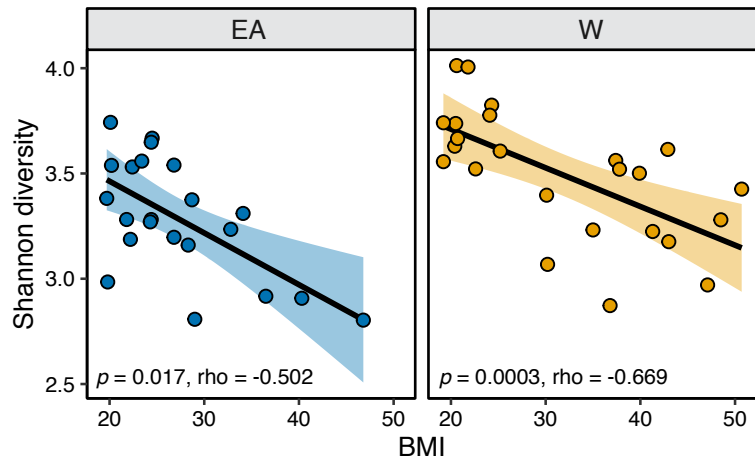 EA
W
Shannon diversity
4.0
3.5
3.0
2.5
p = 0.017, rho = -0.502
p = 0.0003, rho = -0.669
20 30 40 50
20 30 40 50
BMI